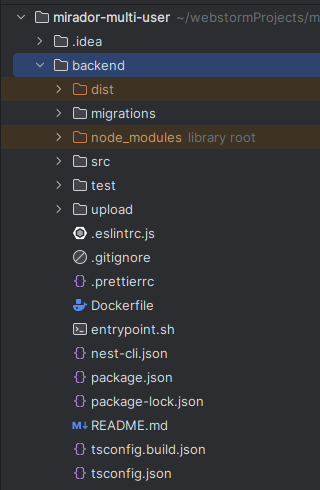 mirador-multi-user ~/webstormProjects/m
.idea
backend
dist
migrations
node_modules library root
src
test
upload
.eslintrc.js
.gitignore
.prettierrc
Dockerfile
entrypoint.sh
nest-cli.json
package.json
package-lock.json
M↓ README.md
tsconfig.build.json
tsconfig.json